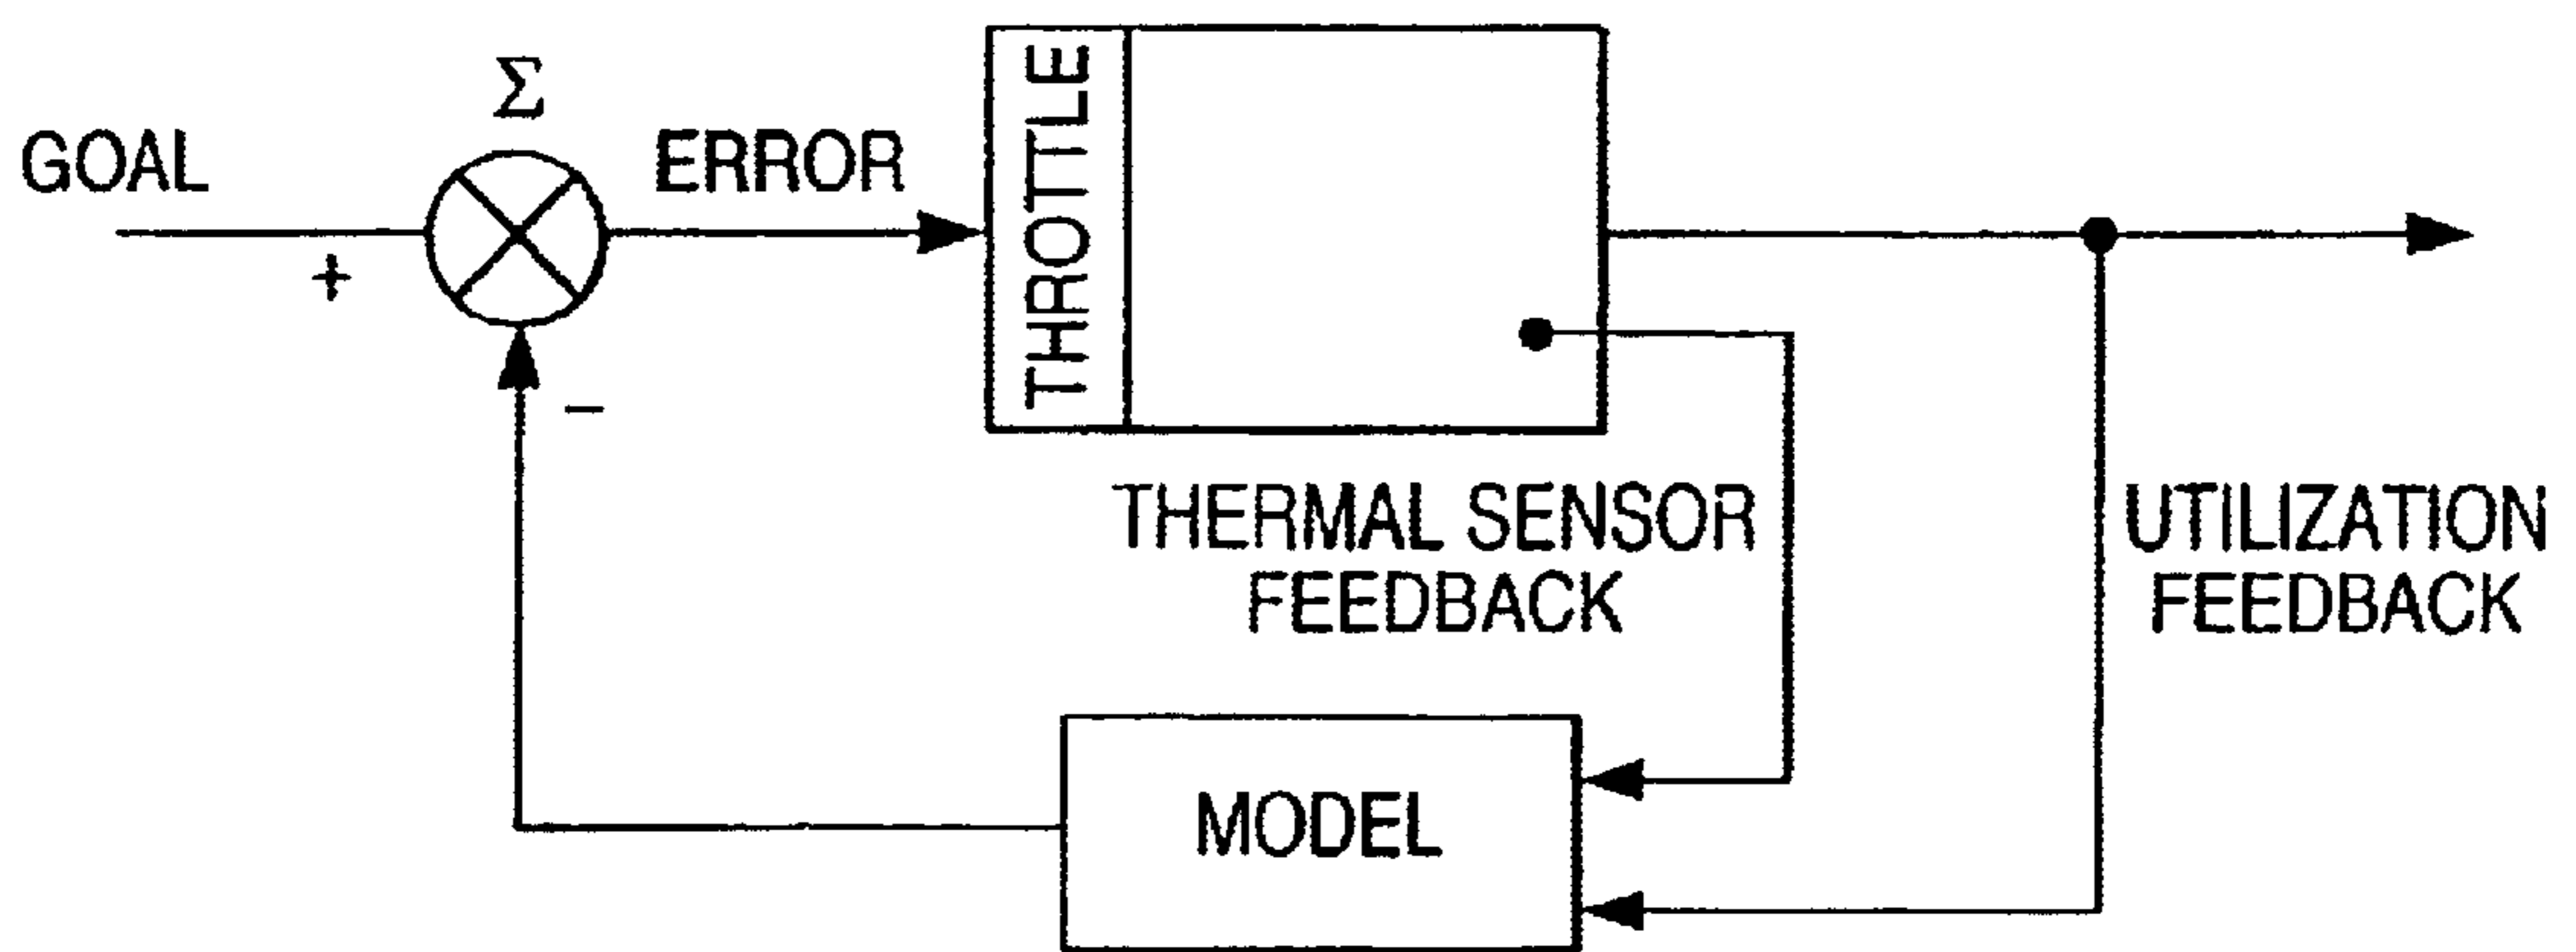 Σ
GOAL
ERROR
+
−
THROTTLE
THERMAL SENSOR
FEEDBACK
UTILIZATION
FEEDBACK
MODEL